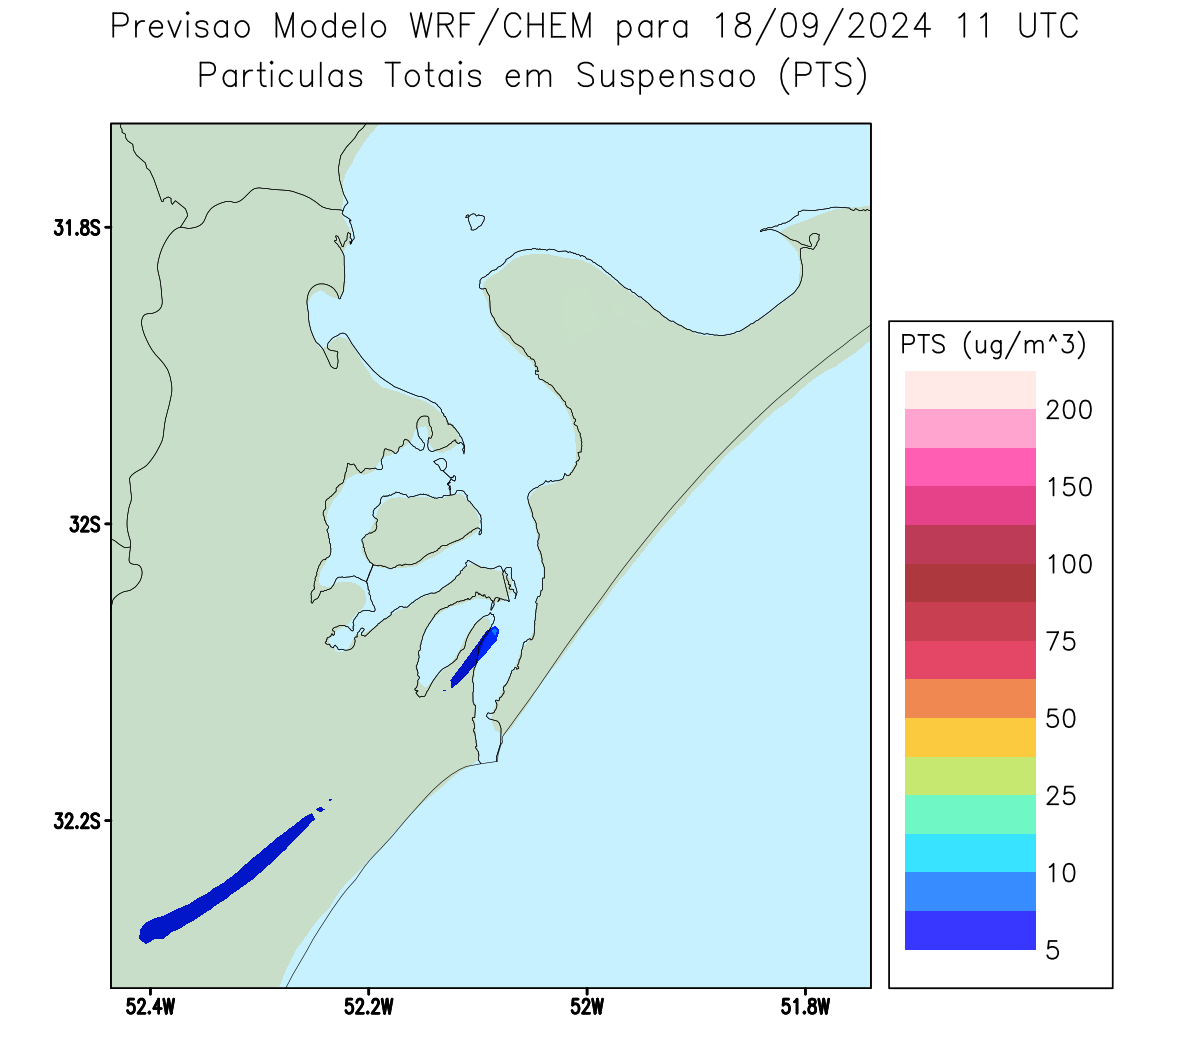 Previsao Modelo WRF/CHEM para 18/09/2024 11 UTC
Particulas Totais em Suspensao (PTS)
31.8S
32S
32.2S
52.4W
52.2W
52W
51.8W
PTS (ug/m^3)
200
150
100
75
50
25
10
5